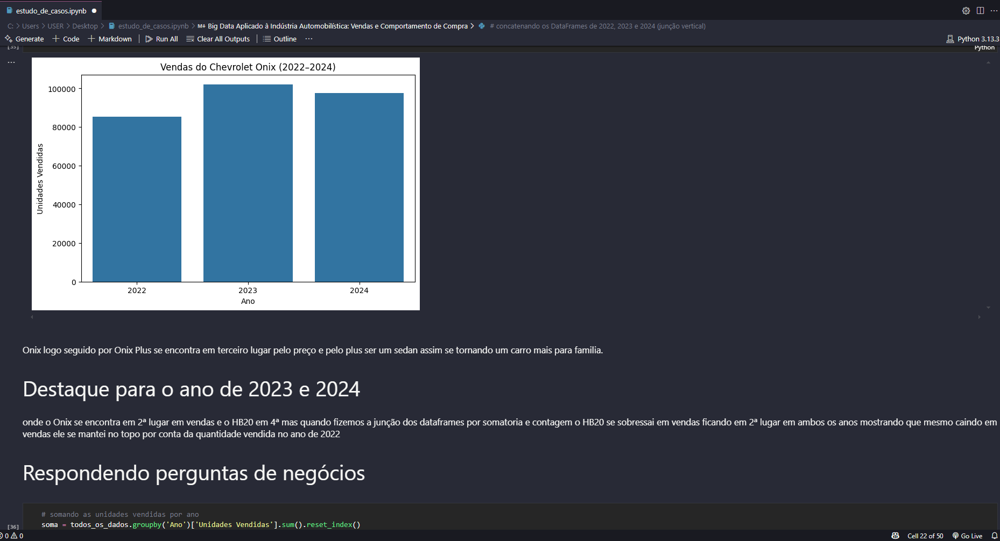 estudo_de_casos.ipynb
C: > Users > USER > Desktop > estudo_de_casos.ipynb > M↓ Big Data Aplicado à Indústria Automobilística: Vendas e Comportamento de Compra > # concatenando os DataFrames de 2022, 2023 e 2024 (junção vertical)
Generate + Code + Markdown | Run All Clear All Outputs | Outline ... Python 3.13.3
[35] Python
...
Vendas do Chevrolet Onix (2022–2024)
100000
80000
60000
40000
20000
0
Unidades Vendidas
2022 2023 2024
Ano
Onix logo seguido por Onix Plus se encontra em terceiro lugar pelo preço e pelo plus ser um sedan assim se tornando um carro mais para familia.
Destaque para o ano de 2023 e 2024
onde o Onix se encontra em 2ª lugar em vendas e o HB20 em 4ª mas quando fizemos a junção dos dataframes por somatoria e contagem o HB20 se sobressai em vendas ficando em 2ª lugar em ambos os anos mostrando que mesmo caindo em
vendas ele se mantei no topo por conta da quantidade vendida no ano de 2022
Respondendo perguntas de negócios
# somando as unidades vendidas por ano
soma = todos_os_dados.groupby('Ano')['Unidades Vendidas'].sum().reset_index()
[36]
0 0 Cell 22 of 50 Go Live